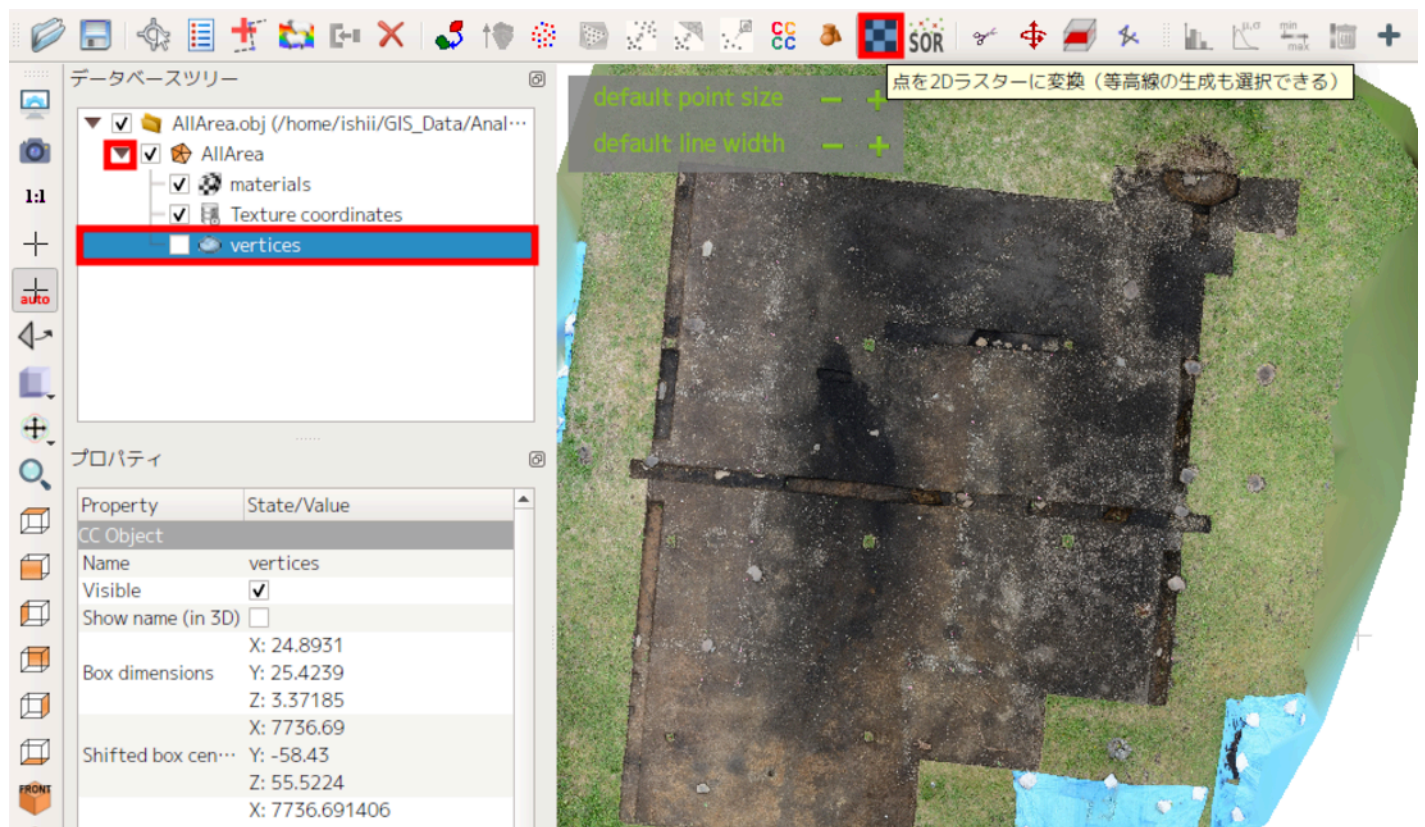 CC
CC
SOR
μ,σ
min
max
データベースツリー
点を2Dラスターに変換（等高線の生成も選択できる）
default point size
default line width
AllArea.obj (/home/ishii/GIS_Data/Anal…
AllArea
materials
Texture coordinates
vertices
1:1
auto
プロパティ
Property State/Value
CC Object
Name vertices
Visible
Show name (in 3D)
Box dimensions
X: 24.8931
Y: 25.4239
Z: 3.37185
Shifted box cen…
X: 7736.69
Y: -58.43
Z: 55.5224
X: 7736.691406
FRONT